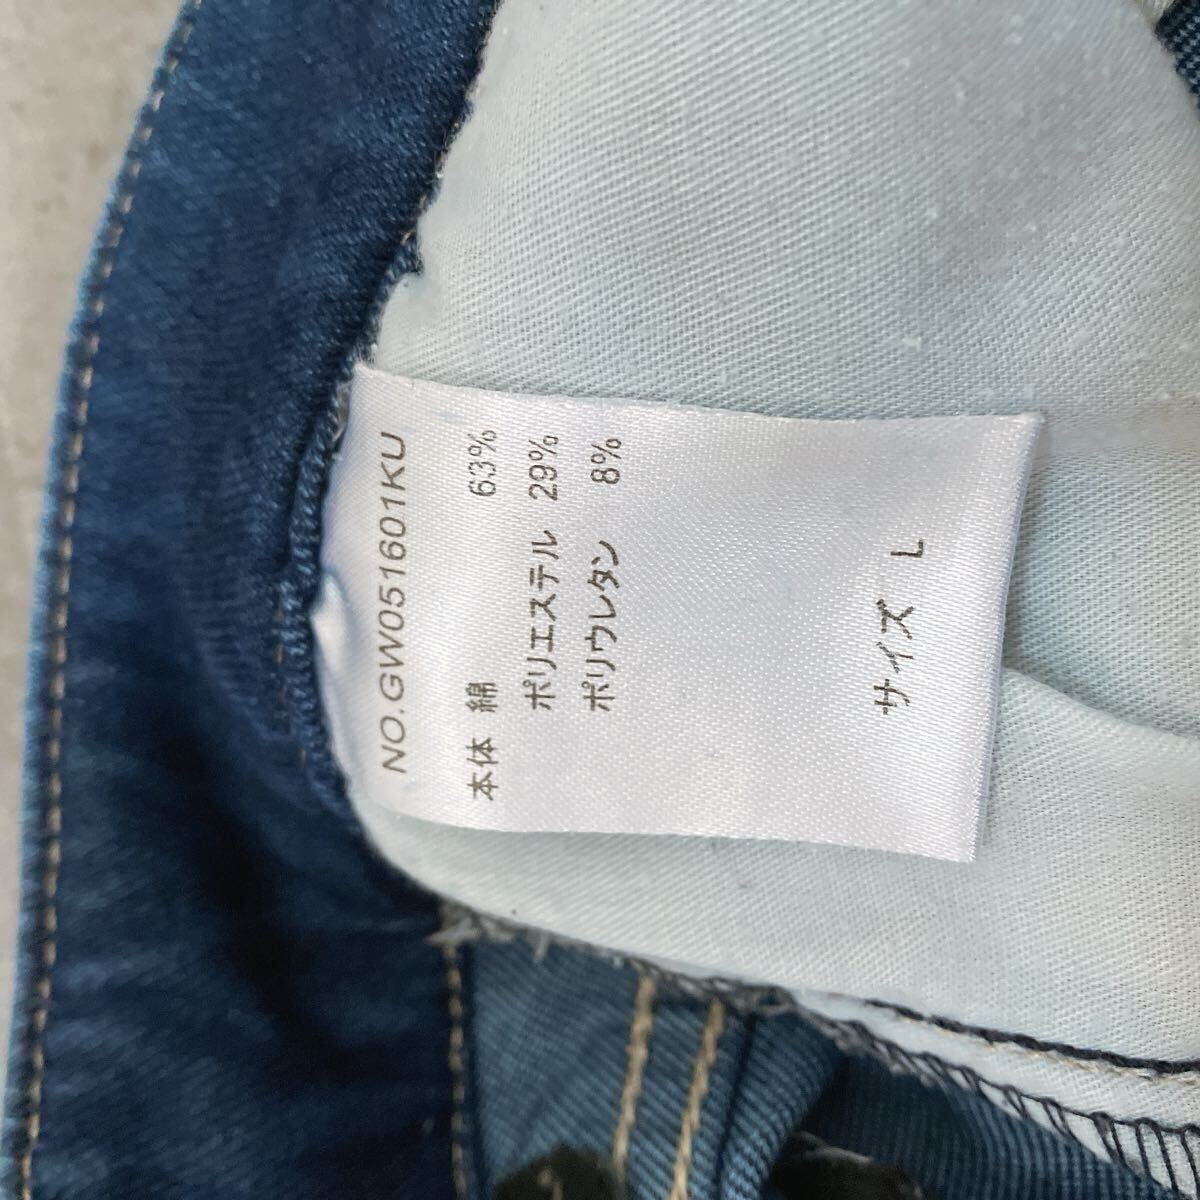 NO.GW051601KU
本体 綿 63%
ポリエステル 29%
ポリウレタン 8%
サイズ L